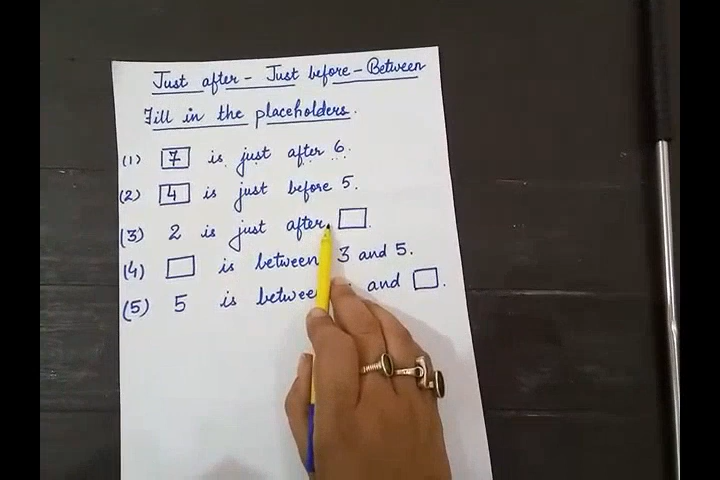 Just after - Just before - Between
Fill in the placeholders.
(1) 7 is just after 6.
(2) 4 is just before 5.
(3) 2 is just after .
(4) is between 3 and 5.
(5) 5 is between and .